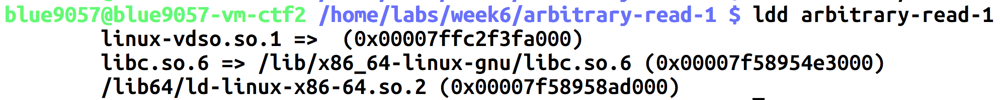 blue9057@blue9057-vm-ctf2 /home/labs/week6/arbitrary-read-1 $ ldd arbitrary-read-1
linux-vdso.so.1 =>  (0x00007ffc2f3fa000)
libc.so.6 => /lib/x86_64-linux-gnu/libc.so.6 (0x00007f58954e3000)
/lib64/ld-linux-x86-64.so.2 (0x00007f58958ad000)